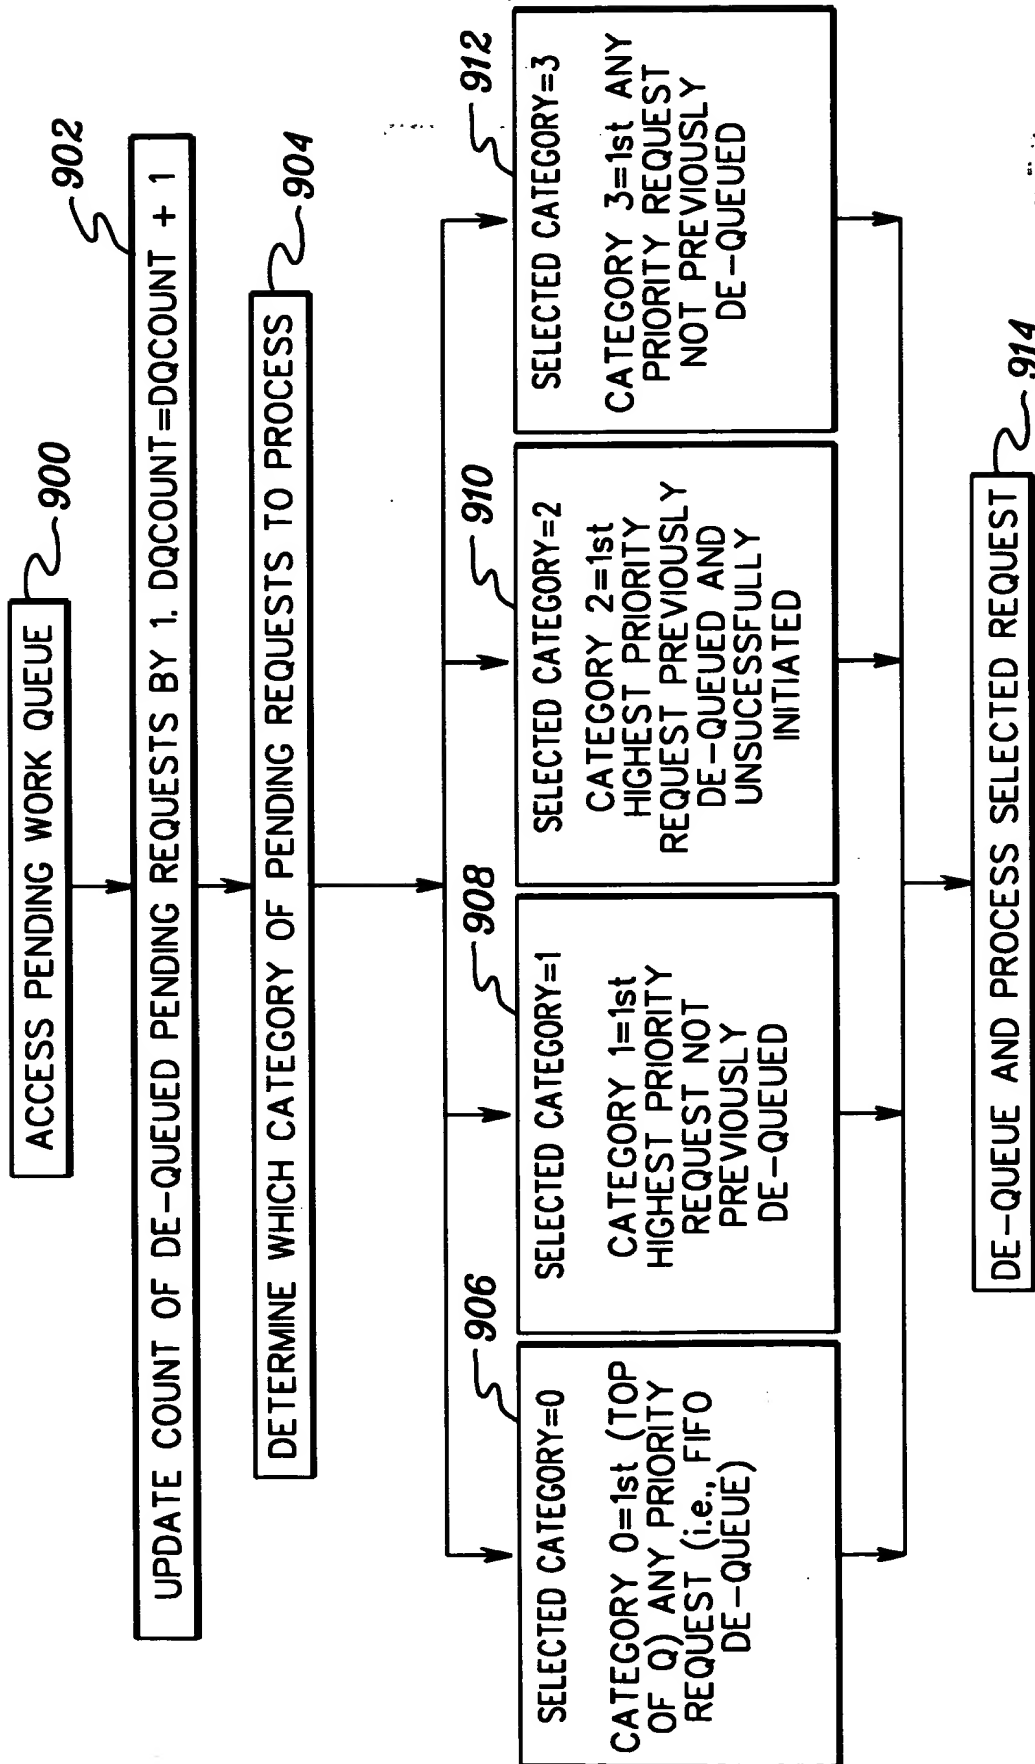 ACCESS PENDING WORK QUEUE
900
UPDATE COUNT OF DE-QUEUED PENDING REQUESTS BY 1. DQCOUNT=DQCOUNT + 1
902
DETERMINE WHICH CATEGORY OF PENDING REQUESTS TO PROCESS
904
906
SELECTED CATEGORY=0
CATEGORY 0=1st (TOP
OF Q) ANY PRIORITY
REQUEST (i.e., FIFO
DE-QUEUE)
908
SELECTED CATEGORY=1
CATEGORY 1=1st
HIGHEST PRIORITY
REQUEST NOT
PREVIOUSLY
DE-QUEUED
910
SELECTED CATEGORY=2
CATEGORY 2=1st
HIGHEST PRIORITY
REQUEST PREVIOUSLY
DE-QUEUED AND
UNSUCESSFULLY
INITIATED
912
SELECTED CATEGORY=3
CATEGORY 3=1st ANY
PRIORITY REQUEST
NOT PREVIOUSLY
DE-QUEUED
DE-QUEUE AND PROCESS SELECTED REQUEST
914